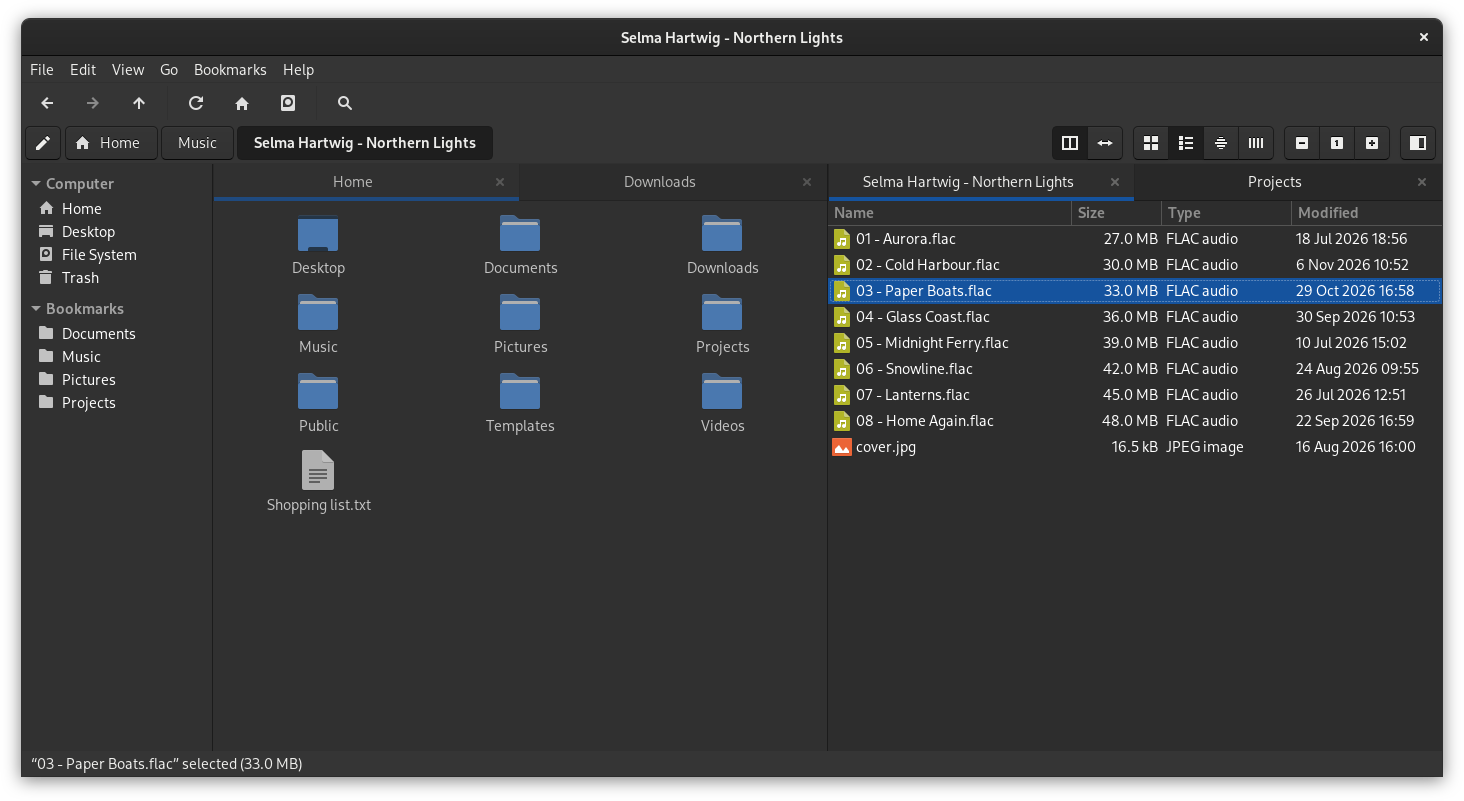 Selma Hartwig - Northern Lights
File Edit View Go Bookmarks Help
Home Music Selma Hartwig - Northern Lights
1
Computer
Home
Desktop
File System
Trash
Bookmarks
Documents
Music
Pictures
Projects
Home Downloads
Desktop Documents Downloads
Music Pictures Projects
Public Templates Videos
Shopping list.txt
Selma Hartwig - Northern Lights Projects
Name Size Type Modified
01 - Aurora.flac 27.0 MB FLAC audio 18 Jul 2026 18:56
02 - Cold Harbour.flac 30.0 MB FLAC audio 6 Nov 2026 10:52
03 - Paper Boats.flac 33.0 MB FLAC audio 29 Oct 2026 16:58
04 - Glass Coast.flac 36.0 MB FLAC audio 30 Sep 2026 10:53
05 - Midnight Ferry.flac 39.0 MB FLAC audio 10 Jul 2026 15:02
06 - Snowline.flac 42.0 MB FLAC audio 24 Aug 2026 09:55
07 - Lanterns.flac 45.0 MB FLAC audio 26 Jul 2026 12:51
08 - Home Again.flac 48.0 MB FLAC audio 22 Sep 2026 16:59
cover.jpg 16.5 kB JPEG image 16 Aug 2026 16:00
“03 - Paper Boats.flac” selected (33.0 MB)